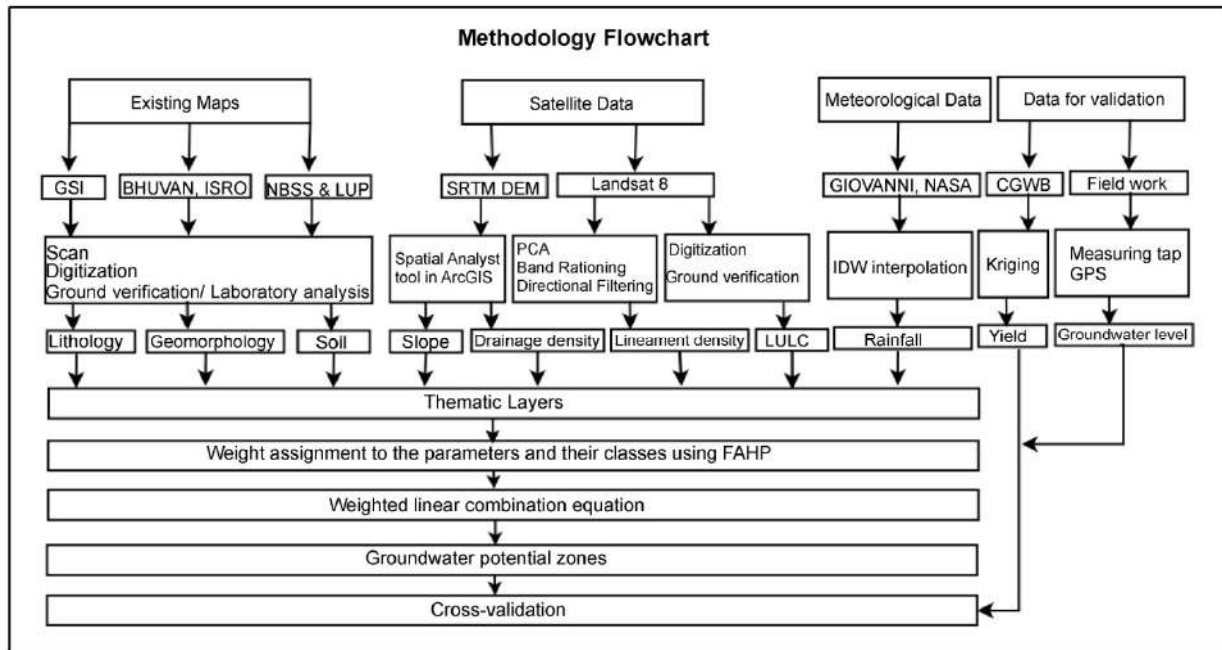 Methodology Flowchart
Existing Maps
Satellite Data
Meteorological Data
Data for validation
GSI
BHUVAN, ISRO
NBSS & LUP
SRTM DEM
Landsat 8
GIOVANNI, NASA
CGWB
Field work
Scan
Digitization
Ground verification/ Laboratory analysis
Spatial Analyst
tool in ArcGIS
PCA
Band Rationing
Directional Filtering
Digitization
Ground verification
IDW interpolation
Kriging
Measuring tap
GPS
Lithology
Geomorphology
Soil
Slope
Drainage density
Lineament density
LULC
Rainfall
Yield
Groundwater level
Thematic Layers
Weight assignment to the parameters and their classes using FAHP
Weighted linear combination equation
Groundwater potential zones
Cross-validation